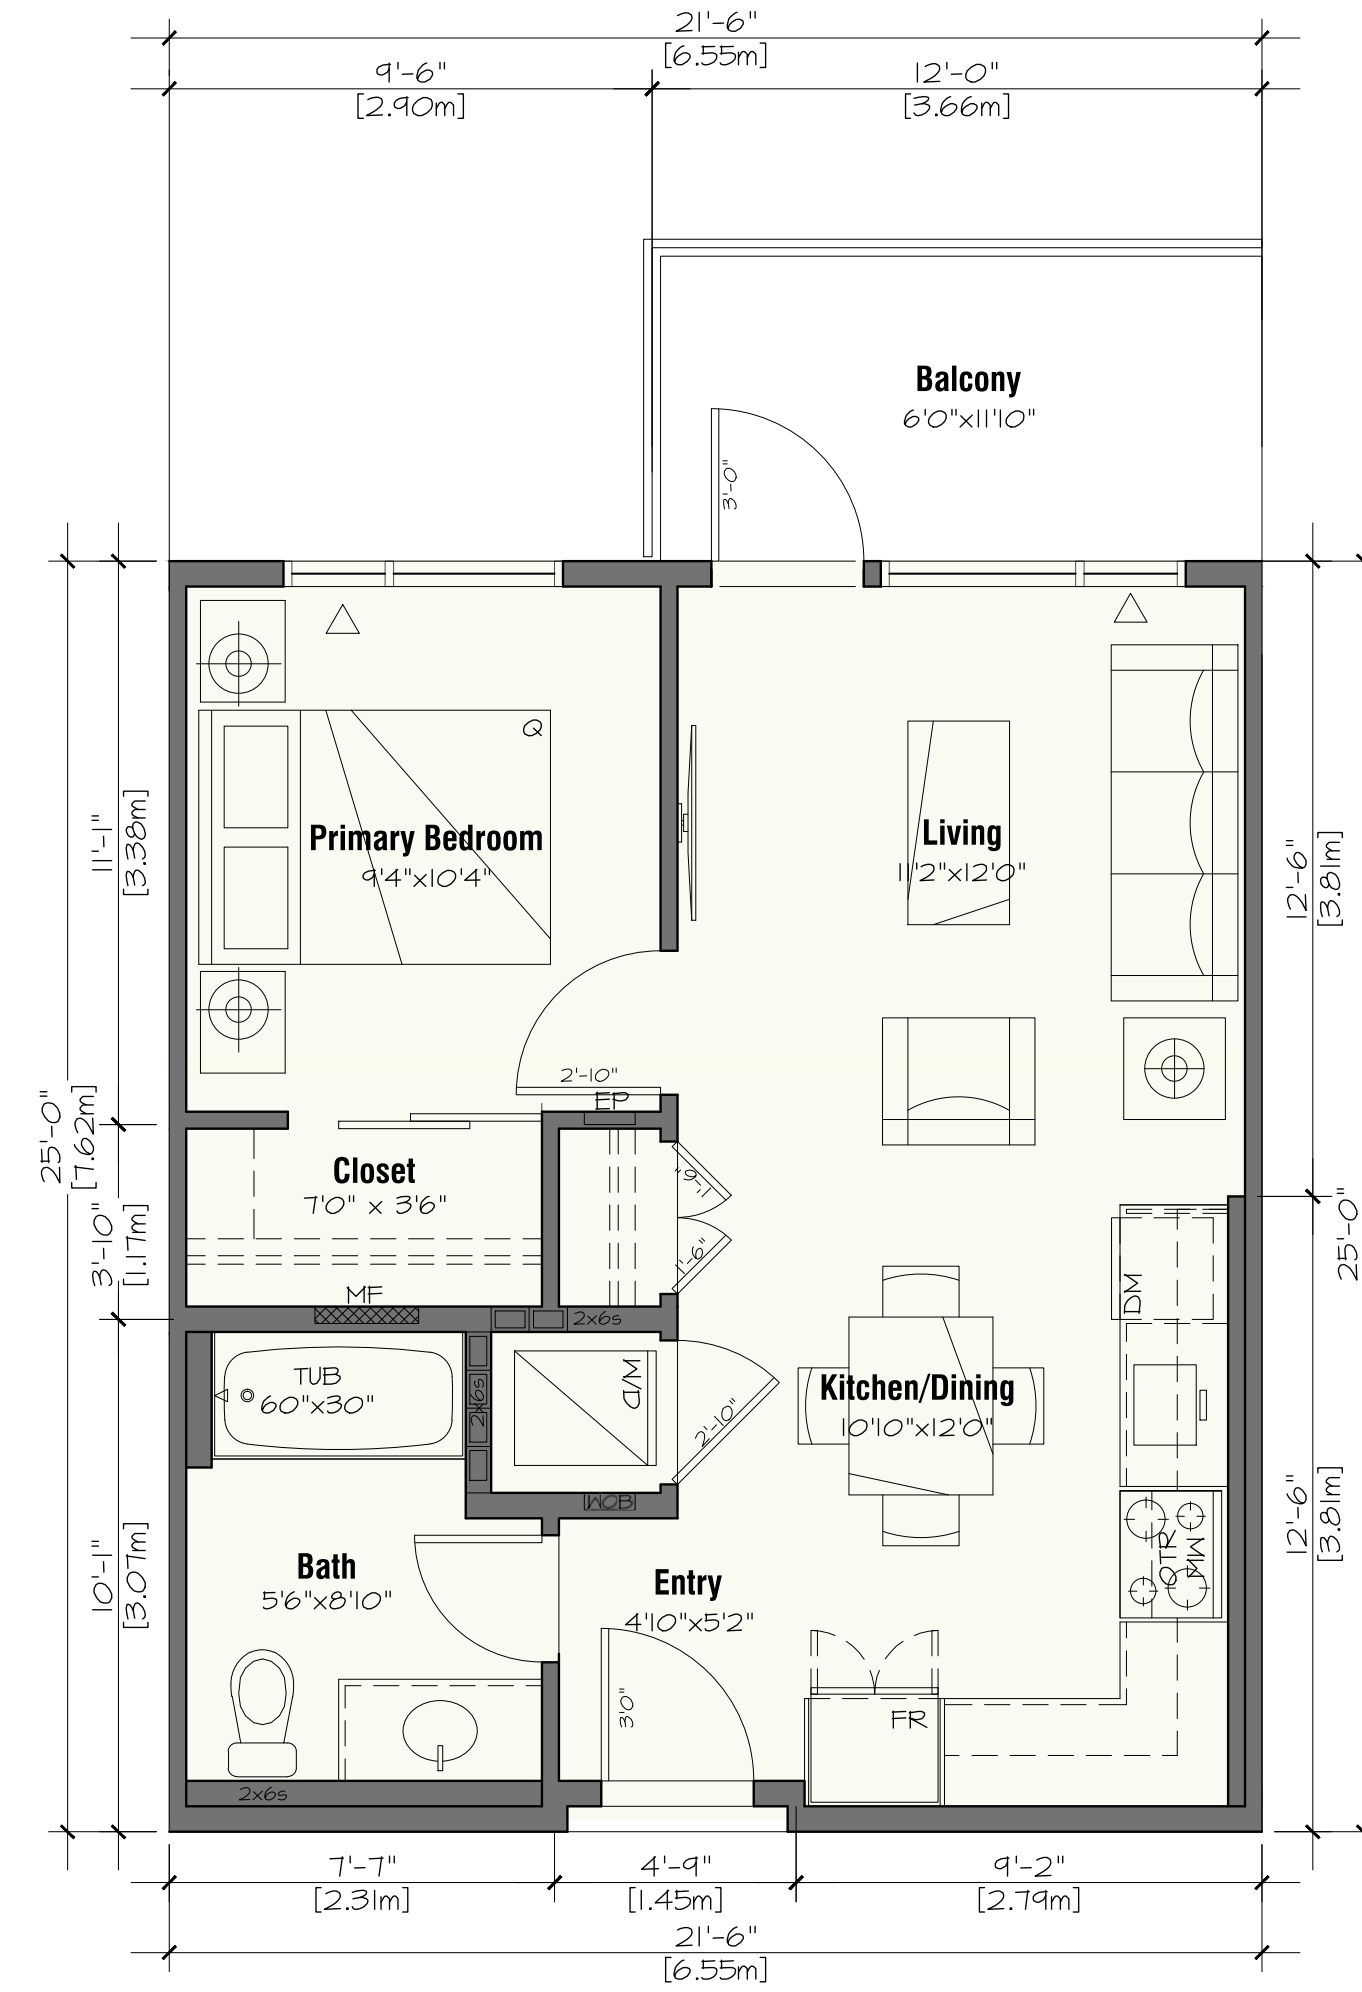 21'-6"
[6.55m]
9'-6"
[2.90m]
12'-0"
[3.66m]
Balcony
6'0"x11'10"
3'-0"
Q
Primary Bedroom
9'4"x10'4"
Living
11'2"x12'0"
11'-1"
[3.38m]
12'-6"
[3.81m]
2'-10"
EP
25'-0"
[7.62m]
Closet
7'0" x 3'6"
1'-6"
1'-6"
3'-10"
[1.17m]
25'-0"
MF
2x6s
DM
TUB
60"x30"
2x6s
W/D
2'-10"
Kitchen/Dining
10'10"x12'0"
MOB
OTR
MW
10'-1"
[3.07m]
12'-6"
[3.81m]
Bath
5'6"x8'10"
Entry
4'10"x5'2"
3'0"
FR
2x6s
7'-7"
[2.31m]
4'-9"
[1.45m]
9'-2"
[2.79m]
21'-6"
[6.55m]